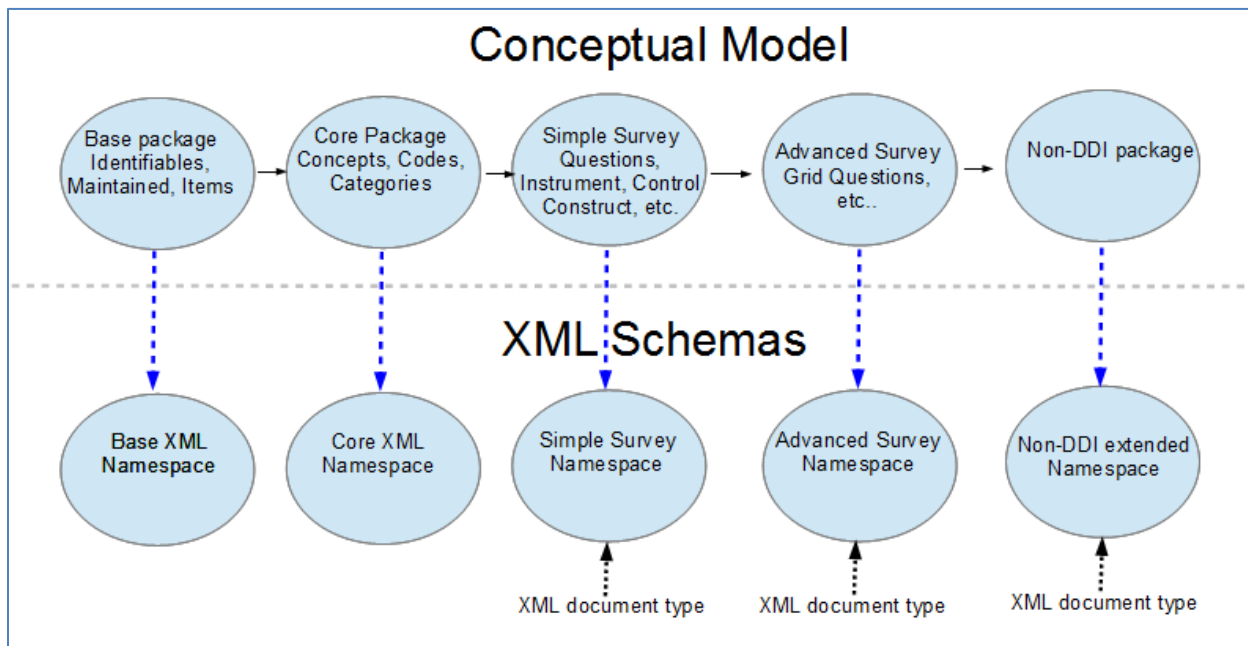 Conceptual Model
Base package
Identifiables,
Maintained, Items
Core Package
Concepts, Codes,
Categories
Simple Survey
Questions,
Instrument, Control
Construct, etc.
Advanced Survey
Grid Questions,
etc..
Non-DDI package
XML Schemas
Base XML
Namespace
Core XML
Namespace
Simple Survey
Namespace
Advanced Survey
Namespace
Non-DDI extended
Namespace
XML document type
XML document type
XML document type